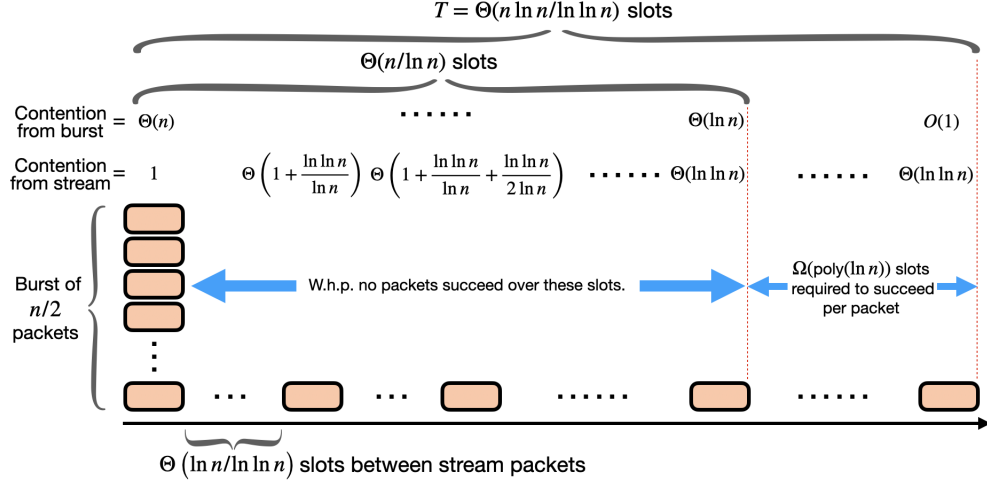 T = Θ(n ln n/ln ln n) slots
Θ(n/ln n) slots
Contention
from burst = Θ(n) ······ Θ(ln n) O(1)
Contention
from stream = 1 Θ(1 + ln ln n/ln n) Θ(1 + ln ln n/ln n + ln ln n/2 ln n) ······ Θ(ln ln n) ······ Θ(ln ln n)
Burst of
n/2
packets
W.h.p. no packets succeed over these slots.
Ω(poly(ln n)) slots
required to succeed
per packet
··· ··· ······ ······
Θ(ln n/ln ln n) slots between stream packets